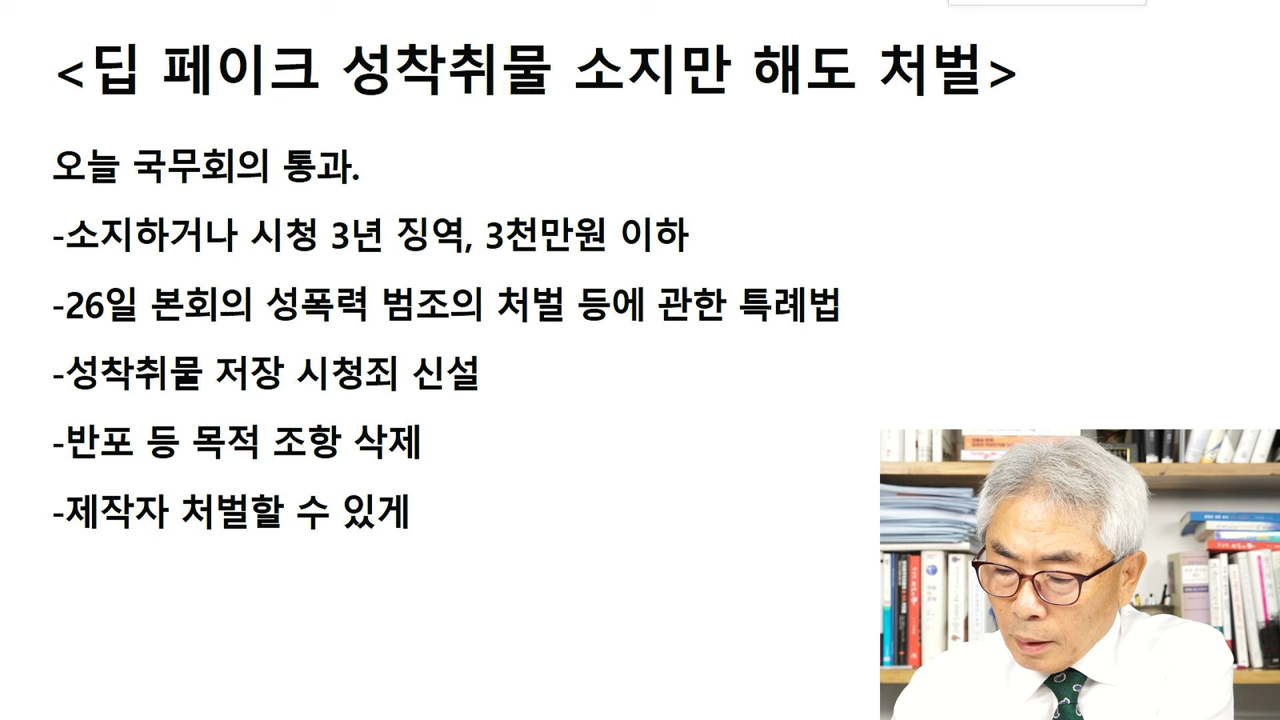 <딥 페이크 성착취물 소지만 해도 처벌>
오늘 국무회의 통과.
-소지하거나 시청 3년 징역, 3천만원 이하
-26일 본회의 성폭력 범조의 처벌 등에 관한 특례법
-성착취물 저장 시청죄 신설
-반포 등 목적 조항 삭제
-제작자 처벌할 수 있게